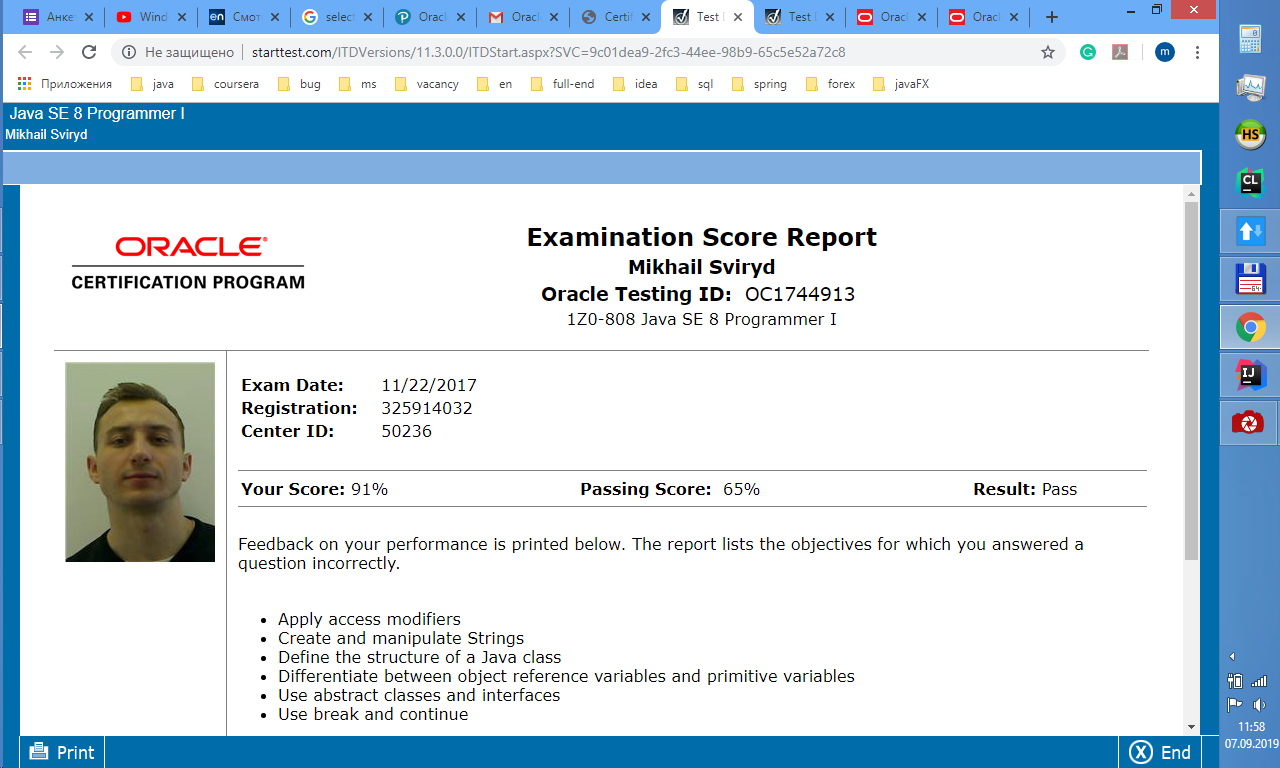 Анке
Wind
Смот
select
Oracl
Oracl
Certif
Test D
Oracl
Oracl
Не защищено | starttest.com/ITDVersions/11.3.0.0/ITDStart.aspx?SVC=9c01dea9-2fc3-44ee-98b9-65c5e52a72c8
m
Приложения java coursera bug ms vacancy en full-end idea sql spring forex javaFX
Java SE 8 Programmer I
Mikhail Sviryd
ORACLE
CERTIFICATION PROGRAM
Examination Score Report
Mikhail Sviryd
Oracle Testing ID: OC1744913
1Z0-808 Java SE 8 Programmer I
Exam Date: 11/22/2017
Registration: 325914032
Center ID: 50236
Your Score: 91% Passing Score: 65% Result: Pass
Feedback on your performance is printed below. The report lists the objectives for which you answered a
question incorrectly.
Apply access modifiers
Create and manipulate Strings
Define the structure of a Java class
Differentiate between object reference variables and primitive variables
Use abstract classes and interfaces
Use break and continue
Print
End
HS
CL
64
IJ
11:58
07.09.2019